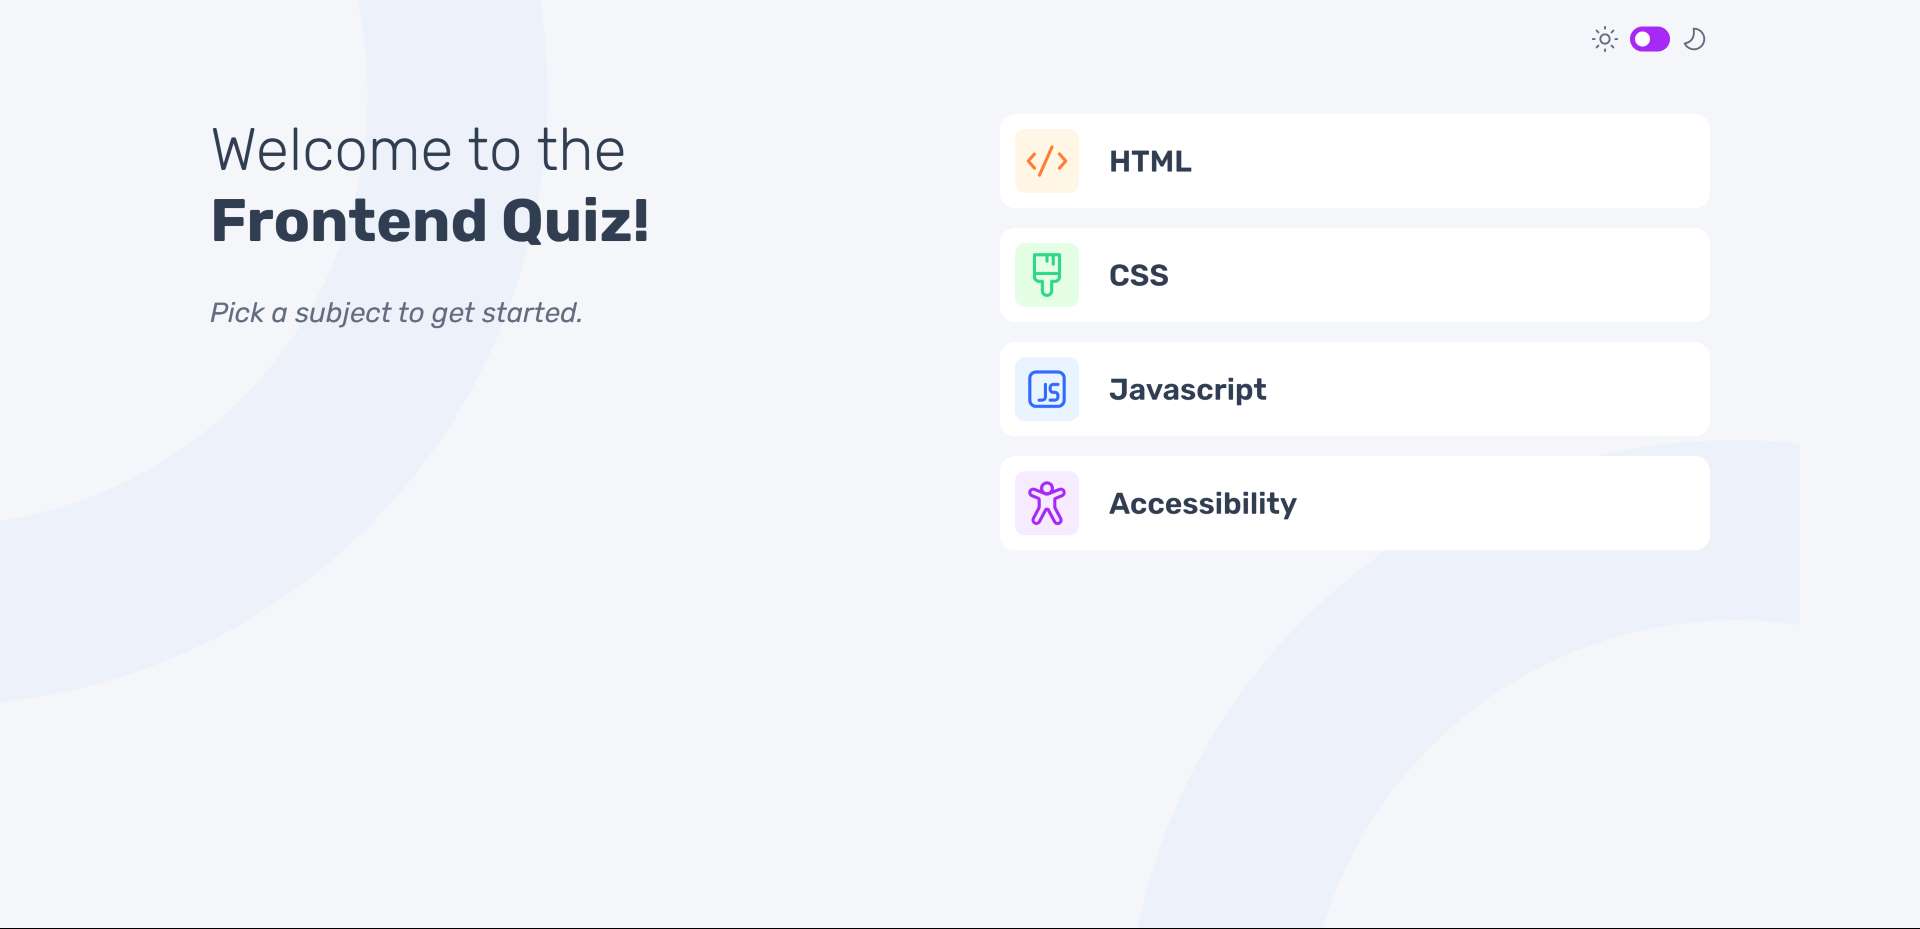 Welcome to the
Frontend Quiz!
Pick a subject to get started.
</> HTML
CSS
JS Javascript
Accessibility